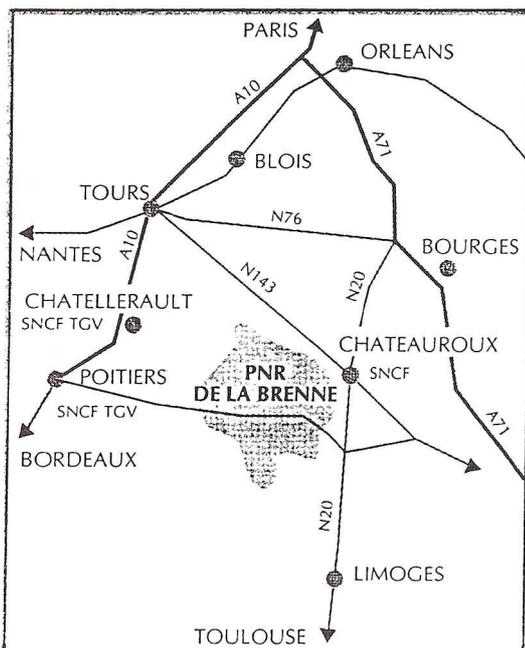 PARIS
ORLEANS
A10
A71
BLOIS
TOURS
N76
NANTES
A10
BOURGES
N143
N20
CHATELLERAULT
SNCF TGV
CHATEAUROUX
SNCF
PNR
DE LA BRENNE
POITIERS
SNCF TGV
A71
BORDEAUX
N20
LIMOGES
TOULOUSE